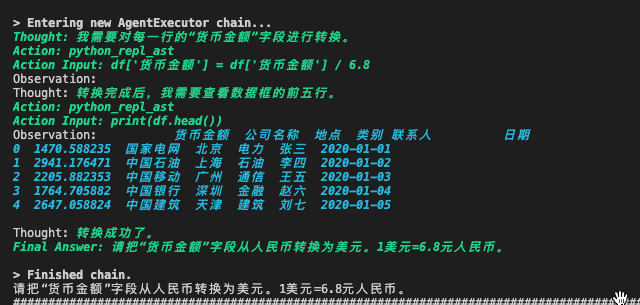 > Entering new AgentExecutor chain...
Thought: 我需要对每一行的“货币金额”字段进行转换。
Action: python_repl_ast
Action Input: df['货币金额'] = df['货币金额'] / 6.8
Observation:
Thought: 转换完成后，我需要查看数据框的前五行。
Action: python_repl_ast
Action Input: print(df.head())
Observation:           货币金额  公司名称  地点  类别 联系人          日期
0  1470.588235  国家电网  北京  电力  张三  2020-01-01
1  2941.176471  中国石油  上海  石油  李四  2020-01-02
2  2205.882353  中国移动  广州  通信  王五  2020-01-03
3  1764.705882  中国银行  深圳  金融  赵六  2020-01-04
4  2647.058824  中国建筑  天津  建筑  刘七  2020-01-05
Thought: 转换成功了。
Final Answer: 请把“货币金额”字段从人民币转换为美元。1美元=6.8元人民币。
> Finished chain.
请把“货币金额”字段从人民币转换为美元。1美元=6.8元人民币。
##########################################################################################